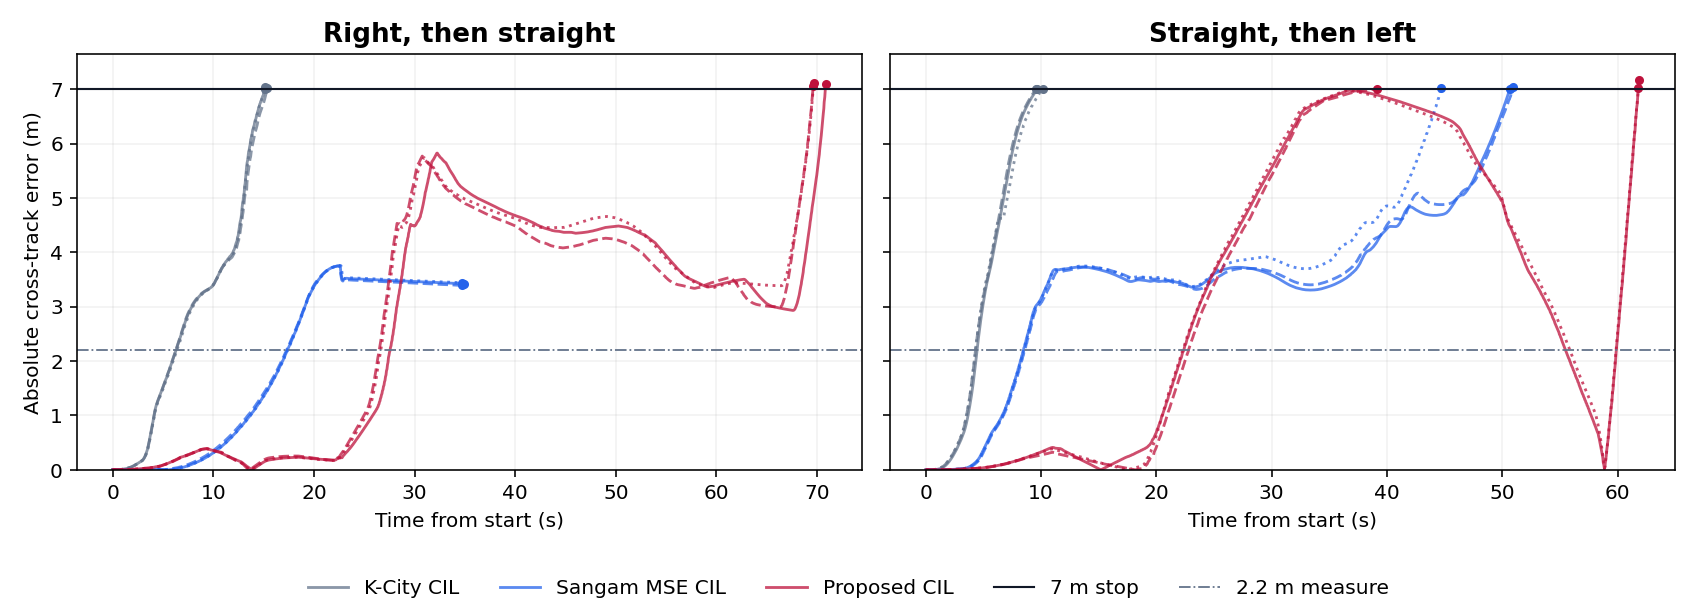 Right, then straight
Straight, then left
Absolute cross-track error (m)
7
6
5
4
3
2
1
0
0 10 20 30 40 50 60 70
0 10 20 30 40 50 60
Time from start (s)
Time from start (s)
K-City CIL
Sangam MSE CIL
Proposed CIL
7 m stop
2.2 m measure